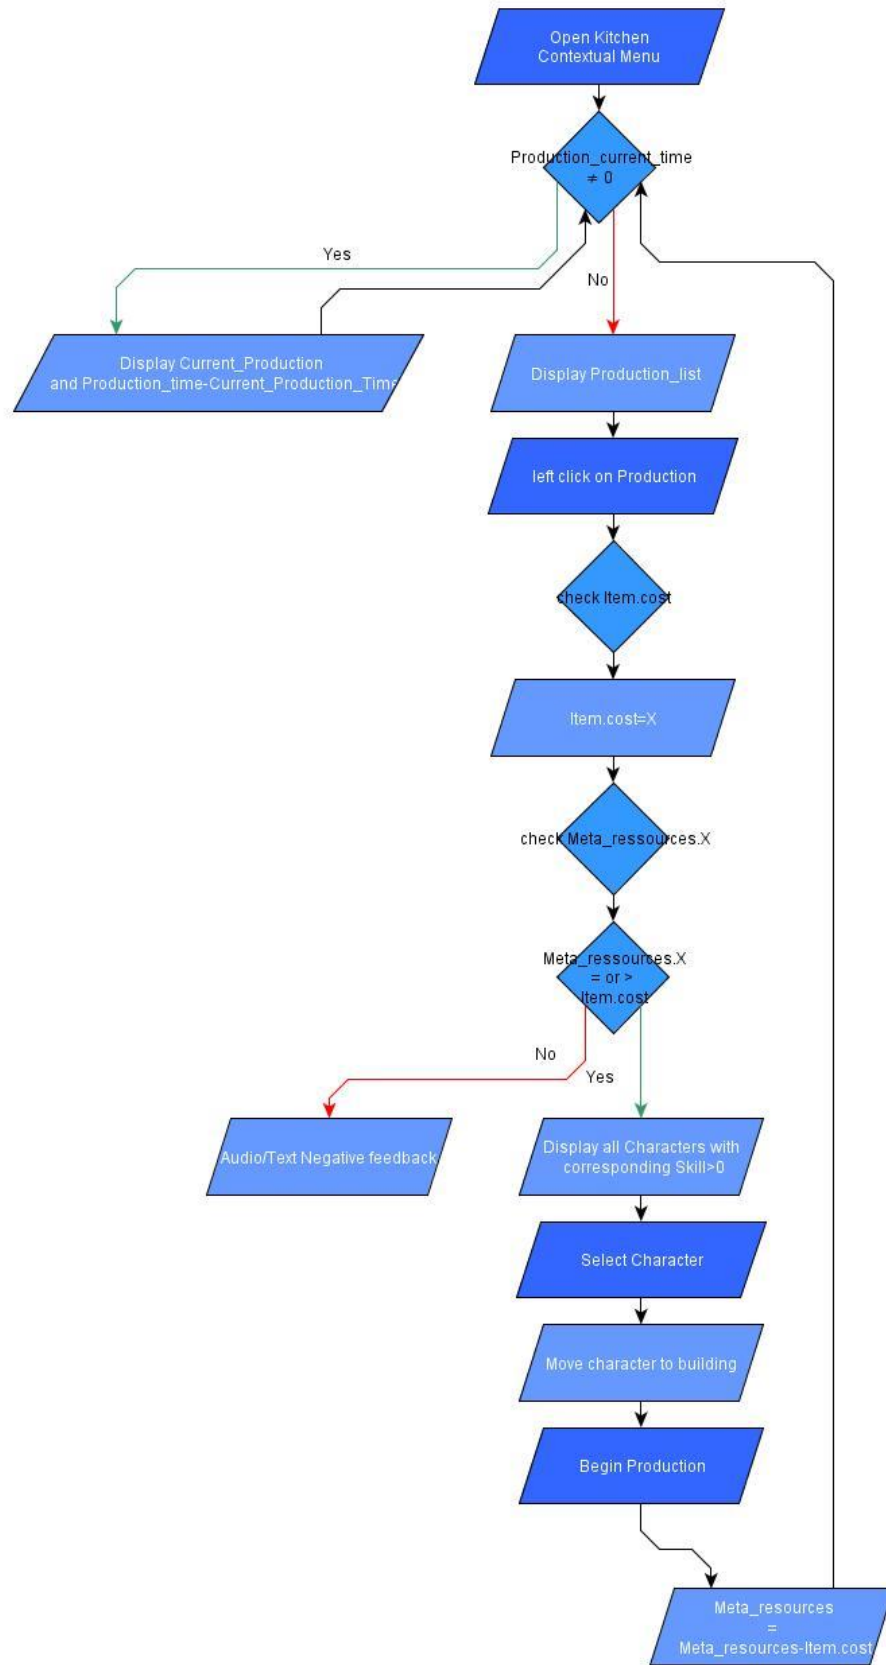 Open Kitchen
Contextual Menu
Production_current_time
≠ 0
Yes
No
Display Current_Production
and Production_time-Current_Production_Time
Display Production_list
left click on Production
check Item.cost
Item.cost=X
check Meta_ressources.X
Meta_ressources.X
= or >
Item.cost
No
Yes
Audio/Text Negative feedback
Display all Characters with
corresponding Skill>0
Select Character
Move character to building
Begin Production
Meta_resources
=
Meta_resources-Item.cost